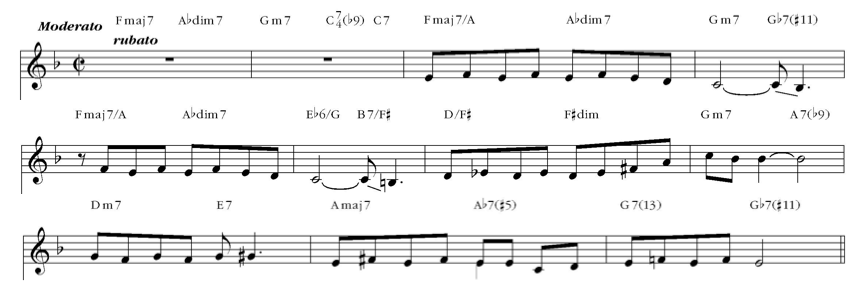 Moderato Fmaj7 A♭dim7 Gm7 C7/4(♭9) C7 Fmaj7/A A♭dim7 Gm7 G♭7(♯11)
rubato
Fmaj7/A A♭dim7 E♭6/G B7/F♯ D/F♯ F♯dim Gm7 A7(♭9)
Dm7 E7 Amaj7 A♭7(♯5) G7(13) G♭7(♯11)